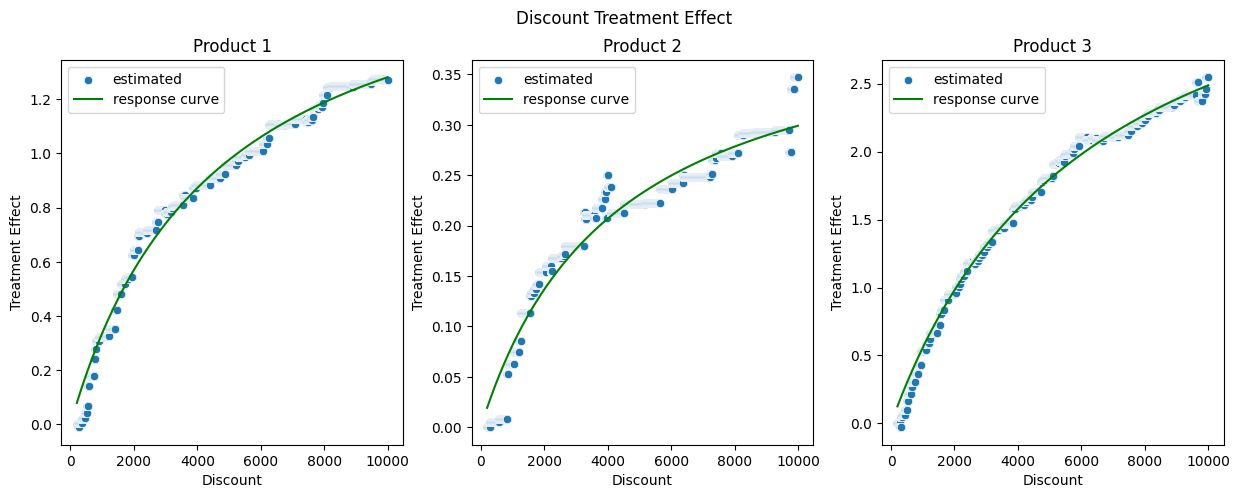 Discount Treatment Effect
Product 1
estimated
response curve
Treatment Effect
1.2
1.0
0.8
0.6
0.4
0.2
0.0
0 2000 4000 6000 8000 10000
Discount
Product 2
estimated
response curve
Treatment Effect
0.35
0.30
0.25
0.20
0.15
0.10
0.05
0.00
0 2000 4000 6000 8000 10000
Discount
Product 3
estimated
response curve
Treatment Effect
2.5
2.0
1.5
1.0
0.5
0.0
0 2000 4000 6000 8000 10000
Discount